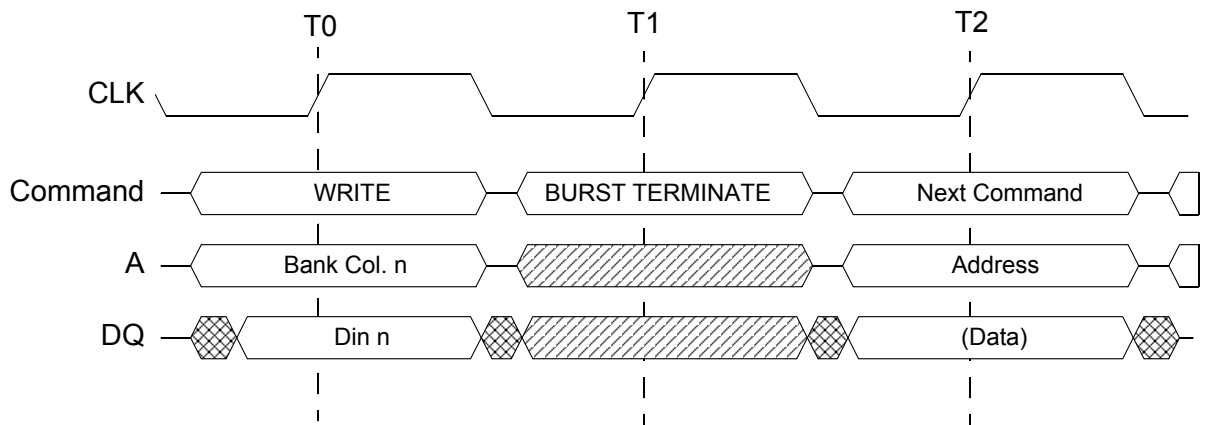 T0 T1 T2
CLK
Command WRITE BURST TERMINATE Next Command
A Bank Col. n Address
DQ Din n (Data)